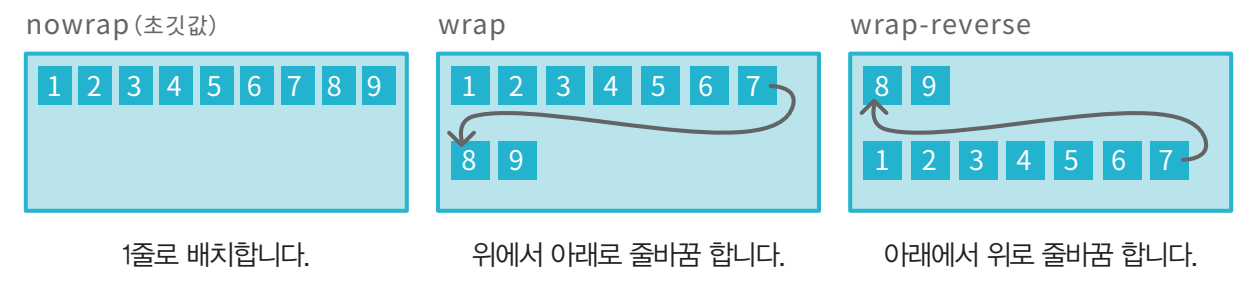 nowrap(초깃값)
1 2 3 4 5 6 7 8 9
1줄로 배치합니다.
wrap
1 2 3 4 5 6 7
8 9
위에서 아래로 줄바꿈 합니다.
wrap-reverse
8 9
1 2 3 4 5 6 7
아래에서 위로 줄바꿈 합니다.